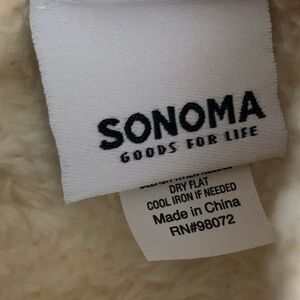 SONOMA
GOODS FOR LIFE
DRY FLAT
COOL IRON IF NEEDED
Made in China
RN#98072